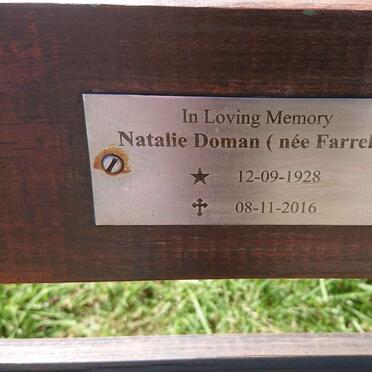 In Loving Memory
Natalie Doman ( née Farrel
★ 12-09-1928
✝ 08-11-2016